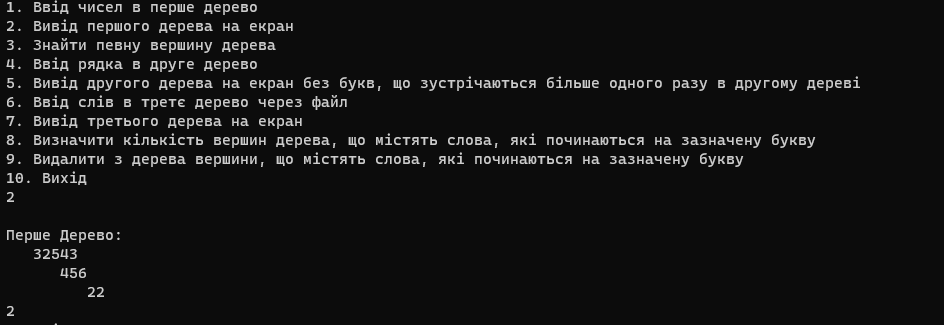 1. Ввід чисел в перше дерево
2. Вивід першого дерева на екран
3. Знайти певну вершину дерева
4. Ввід рядка в друге дерево
5. Вивід другого дерева на екран без букв, що зустрічаються більше одного разу в другому дереві
6. Ввід слів в третє дерево через файл
7. Вивід третього дерева на екран
8. Визначити кількість вершин дерева, що містять слова, які починаються на зазначену букву
9. Видалити з дерева вершини, що містять слова, які починаються на зазначену букву
10. Вихід
2
Перше Дерево:
32543
456
22
2